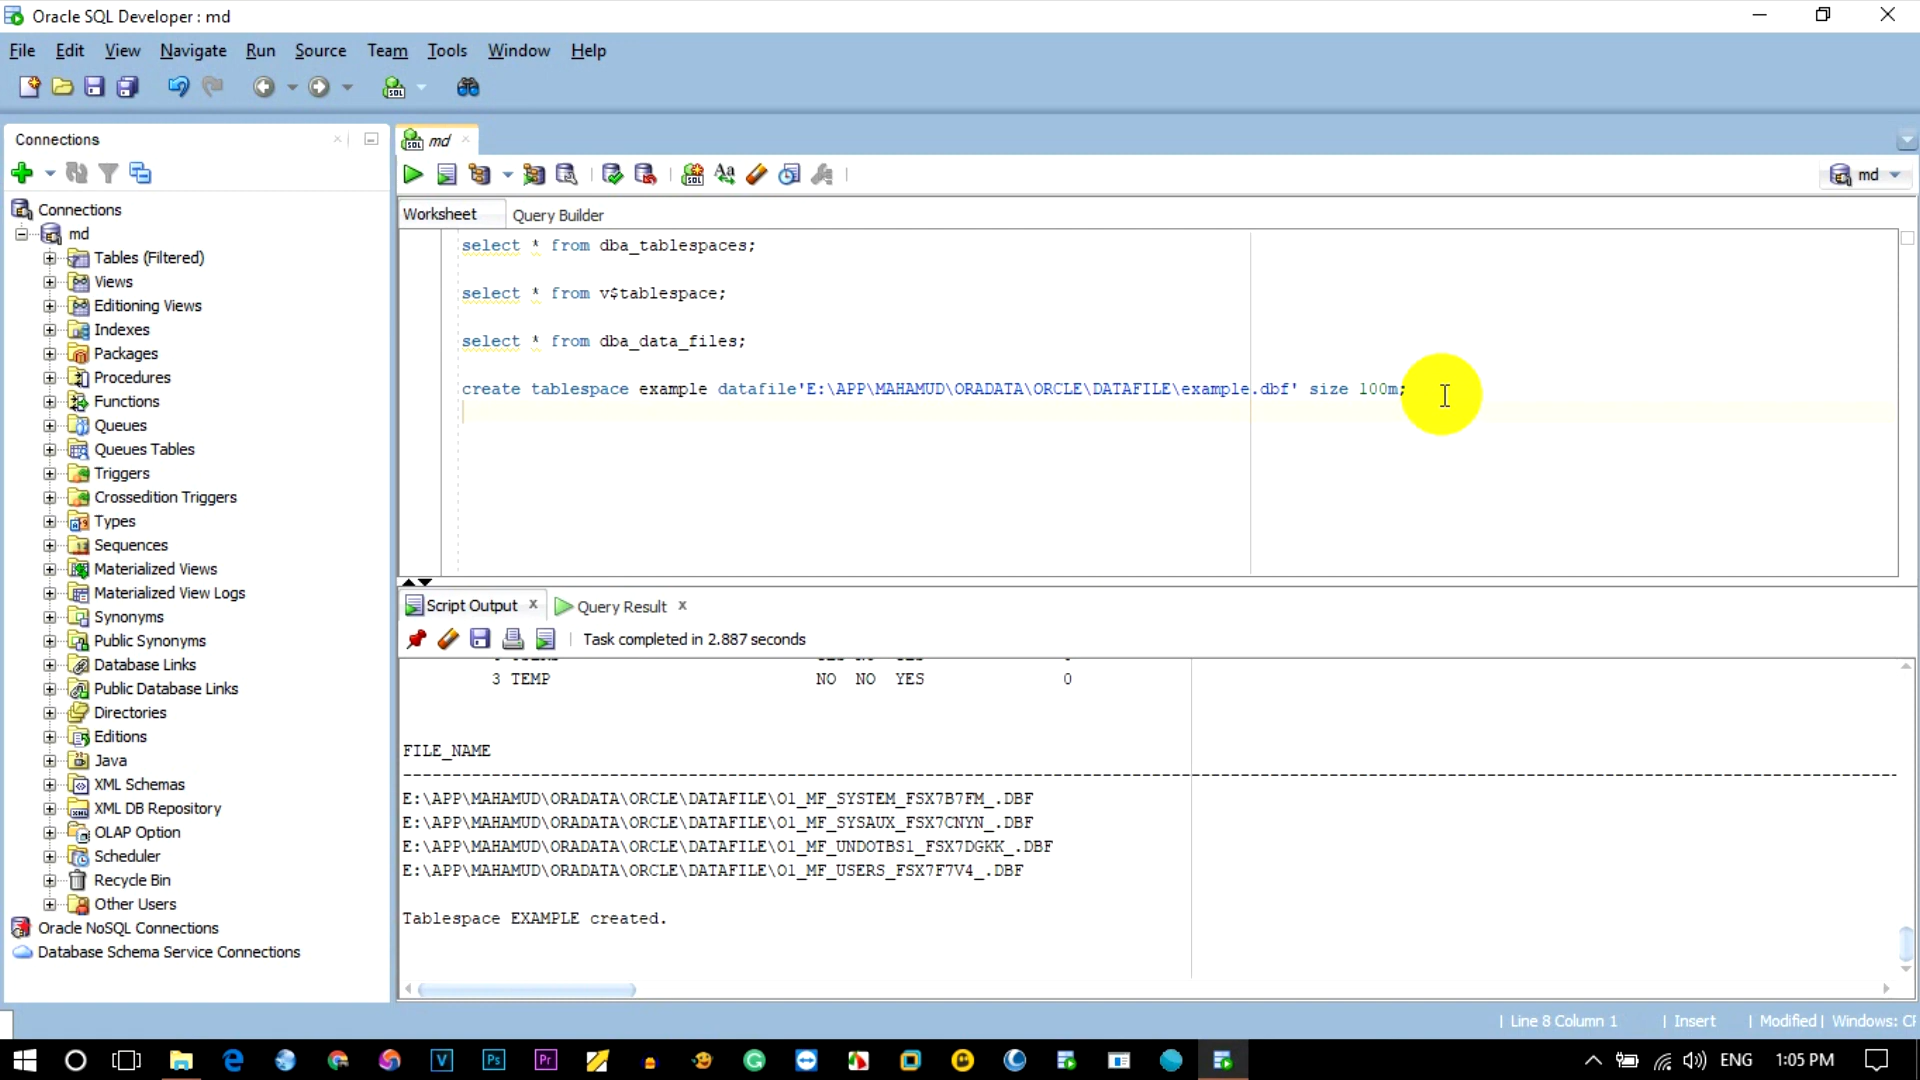 Oracle SQL Developer : md
File Edit View Navigate Run Source Team Tools Window Help
Connections
md
md
Worksheet Query Builder
Connections
md
Tables (Filtered)
Views
Editioning Views
Indexes
Packages
Procedures
Functions
Queues
Queues Tables
Triggers
Crossedition Triggers
Types
Sequences
Materialized Views
Materialized View Logs
Synonyms
Public Synonyms
Database Links
Public Database Links
Directories
Editions
Java
XML Schemas
XML DB Repository
OLAP Option
Scheduler
Recycle Bin
Other Users
Oracle NoSQL Connections
Database Schema Service Connections
select * from dba_tablespaces;
select * from v$tablespace;
select * from dba_data_files;
create tablespace example datafile'E:\APP\MAHAMUD\ORADATA\ORCLE\DATAFILE\example.dbf' size 100m;
Script Output x Query Result x
Task completed in 2.887 seconds
3 TEMP NO NO YES 0
FILE_NAME
--------------------------------------------------------------------------------
E:\APP\MAHAMUD\ORADATA\ORCLE\DATAFILE\O1_MF_SYSTEM_FSX7B7FM_.DBF
E:\APP\MAHAMUD\ORADATA\ORCLE\DATAFILE\O1_MF_SYSAUX_FSX7CNYN_.DBF
E:\APP\MAHAMUD\ORADATA\ORCLE\DATAFILE\O1_MF_UNDOTBS1_FSX7DGKK_.DBF
E:\APP\MAHAMUD\ORADATA\ORCLE\DATAFILE\O1_MF_USERS_FSX7F7V4_.DBF
Tablespace EXAMPLE created.
| Line 8 Column 1 | Insert | Modified | Windows:
V Ps Pr ENG 1:05 PM